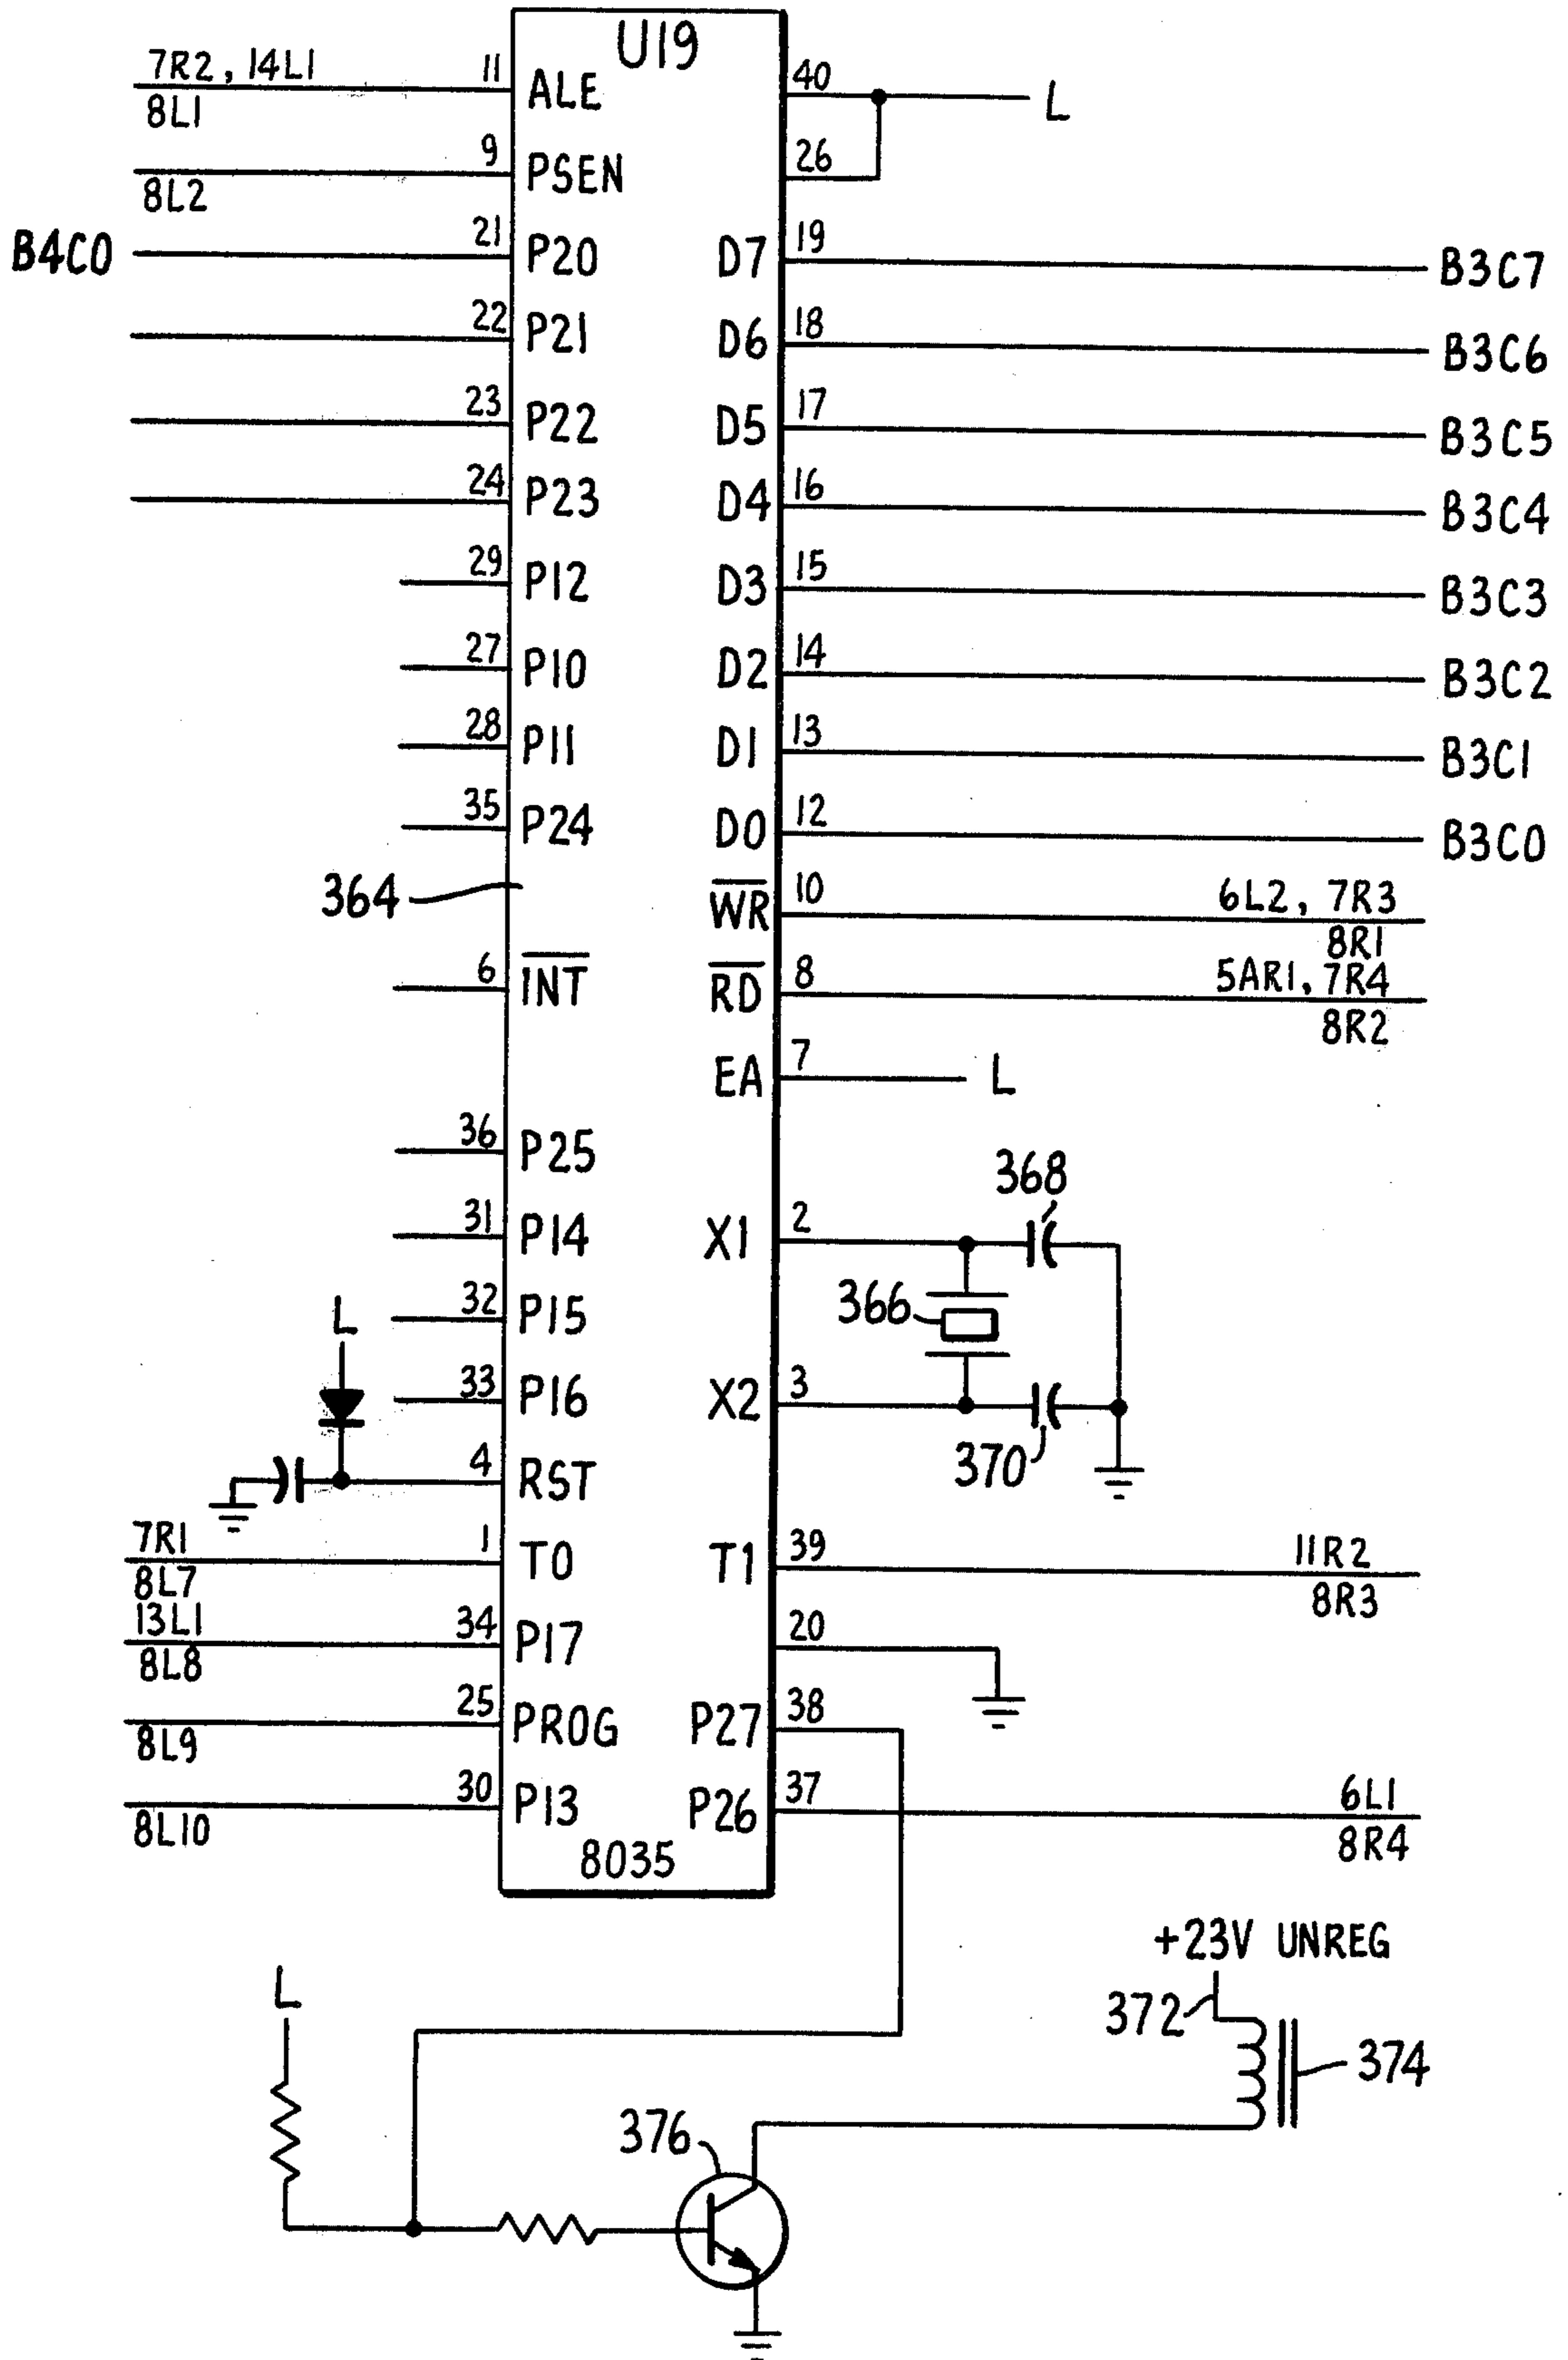 U19
7R2, 14L1
11
ALE
40
L
8L1
9
PSEN
26
8L2
B4C0
21
P20
D7
19
B3C7
22
P21
D6
18
B3C6
23
P22
D5
17
B3C5
24
P23
D4
16
B3C4
29
P12
D3
15
B3C3
27
P10
D2
14
B3C2
28
P11
D1
13
B3C1
35
P24
D0
12
B3C0
364
WR
10
6L2, 7R3
8R1
6
INT
RD
8
5AR1, 7R4
8R2
EA
7
L
36
P25
368
31
P14
X1
2
366
L
32
P15
33
P16
X2
3
370
4
RST
7R1
1
T0
T1
39
11R2
8L7
8R3
13L1
34
P17
20
8L8
25
PROG
P27
38
8L9
30
P13
P26
37
6L1
8L10
8R4
8035
+23V UNREG
L
372
374
376